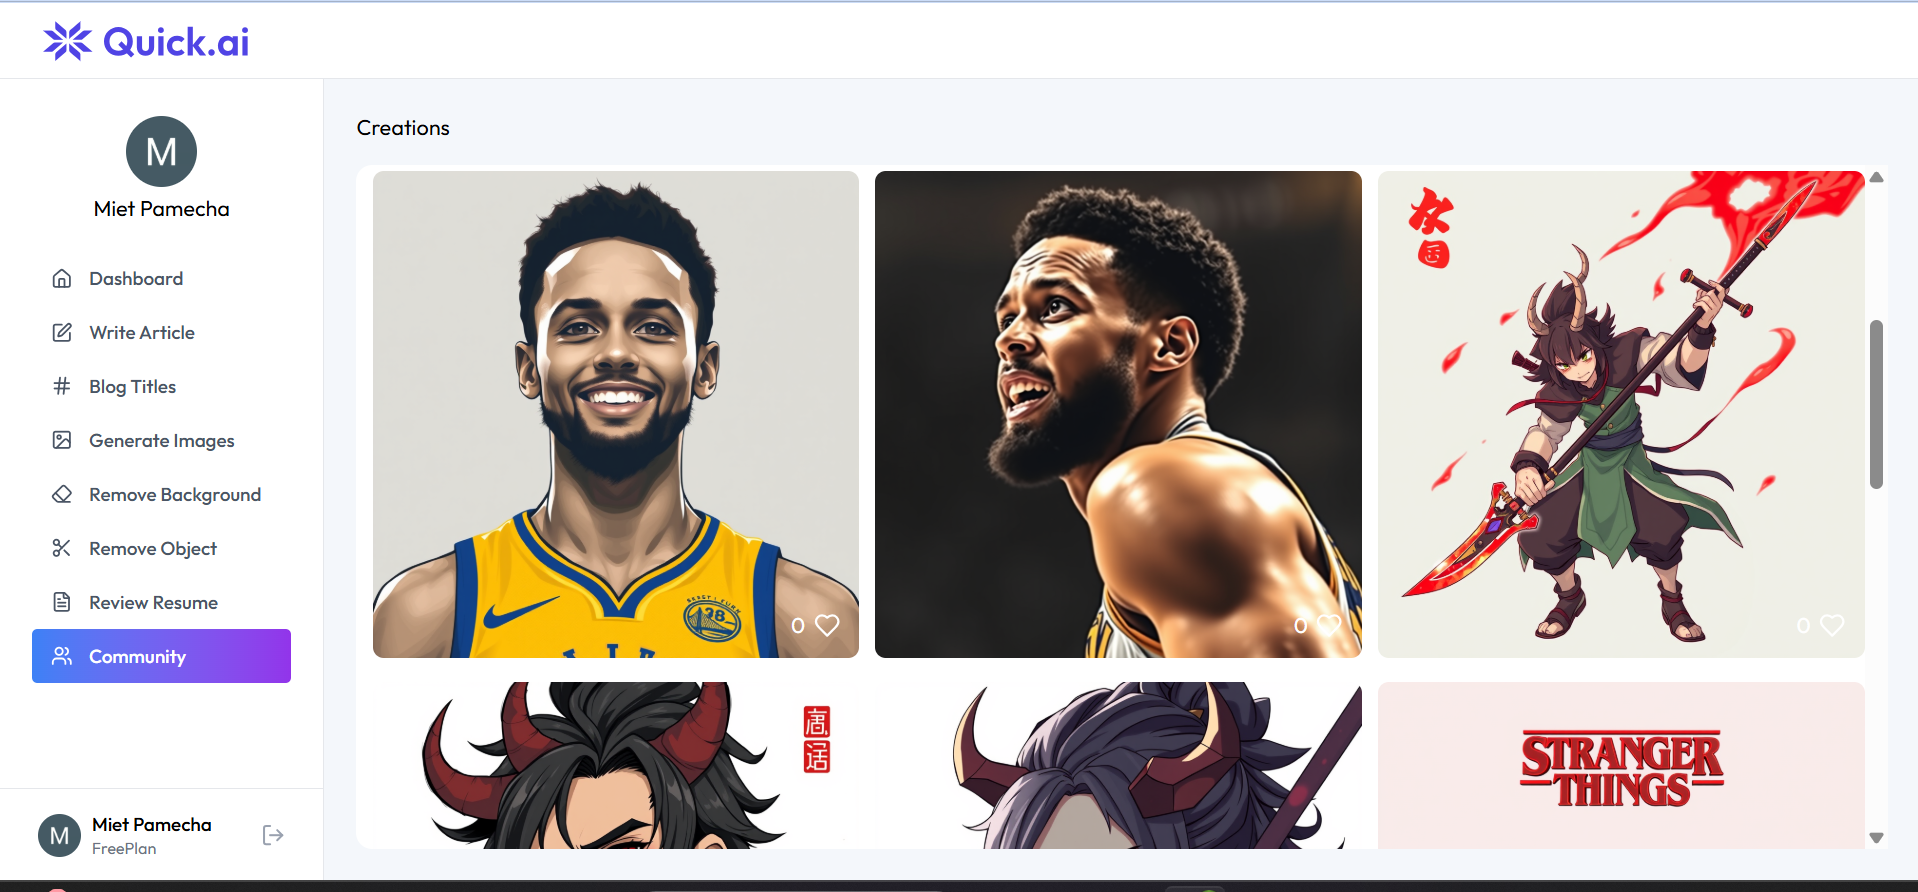 Quick.ai
M
Miet Pamecha
Dashboard
Write Article
Blog Titles
Generate Images
Remove Background
Remove Object
Review Resume
Community
M
Miet Pamecha
FreePlan
Creations
0
0
0
STRANGER
THINGS